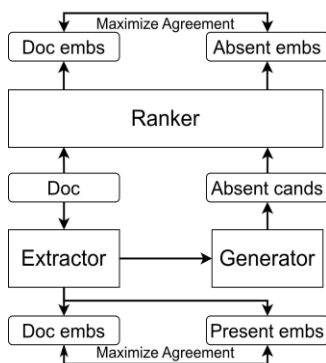 Maximize Agreement
Doc embs
Absent embs
Ranker
Doc
Absent cands
Extractor
Generator
Doc embs
Present embs
Maximize Agreement